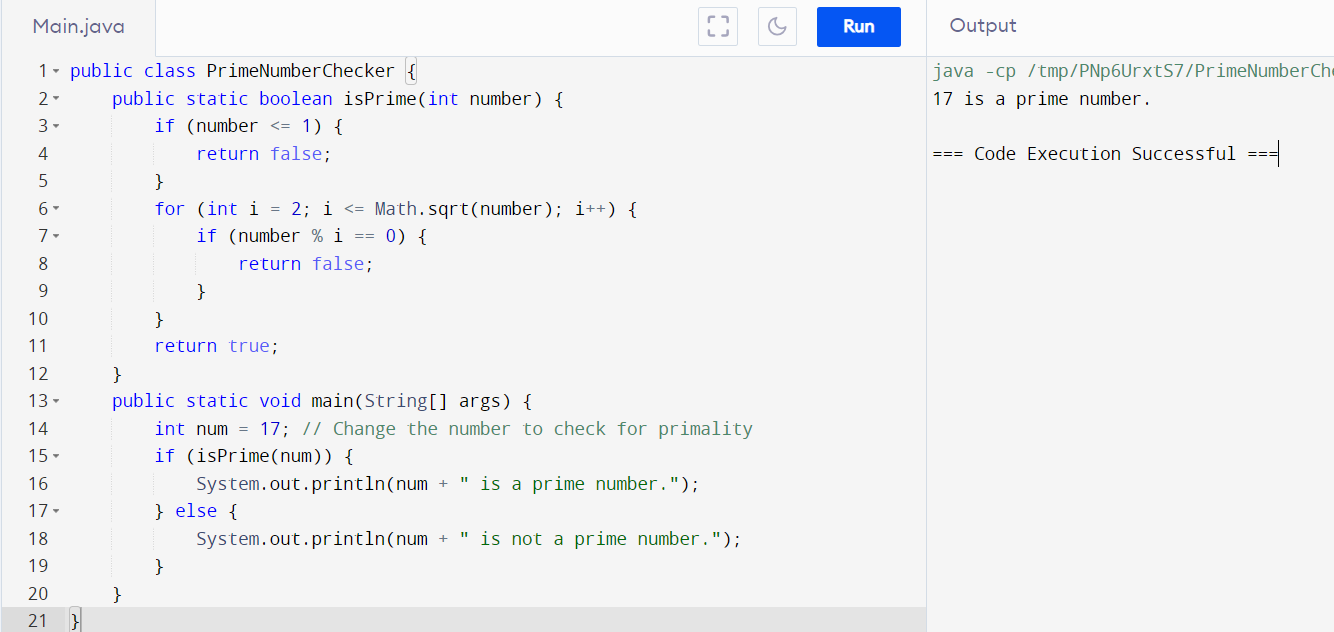 Main.java
Run
Output
1 public class PrimeNumberChecker {
2     public static boolean isPrime(int number) {
3         if (number <= 1) {
4             return false;
5         }
6         for (int i = 2; i <= Math.sqrt(number); i++) {
7             if (number % i == 0) {
8                 return false;
9             }
10         }
11         return true;
12     }
13     public static void main(String[] args) {
14         int num = 17; // Change the number to check for primality
15         if (isPrime(num)) {
16             System.out.println(num + " is a prime number.");
17         } else {
18             System.out.println(num + " is not a prime number.");
19         }
20     }
21 }
java -cp /tmp/PNp6UrxtS7/PrimeNumberChe
17 is a prime number.
=== Code Execution Successful ===